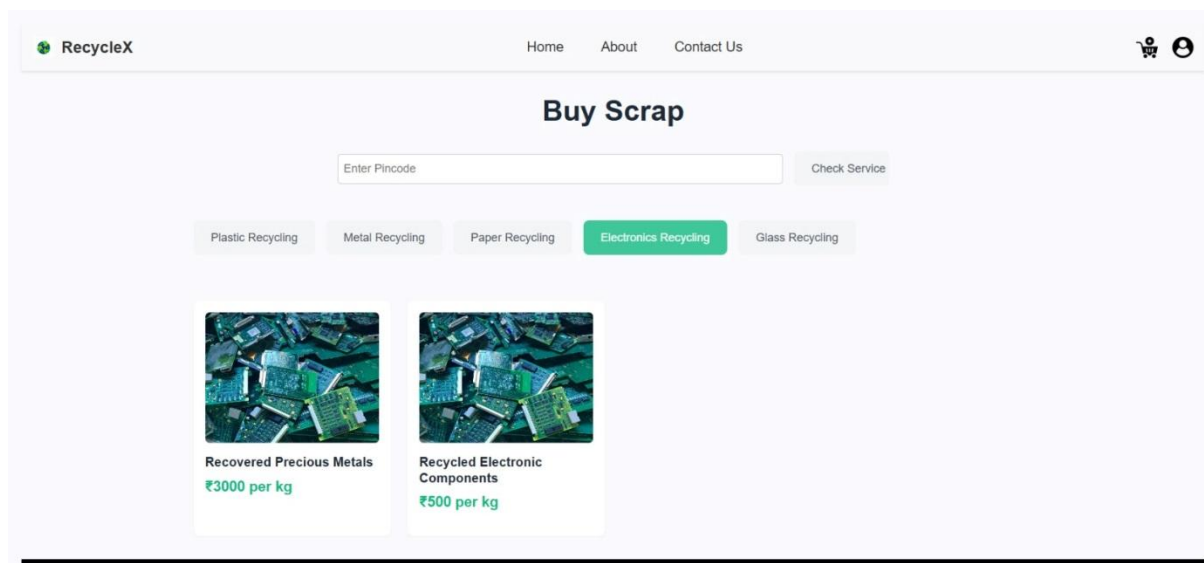 RecycleX
Home About Contact Us
0
Buy Scrap
Enter Pincode
Check Service
Plastic Recycling
Metal Recycling
Paper Recycling
Electronics Recycling
Glass Recycling
Recovered Precious Metals
₹3000 per kg
Recycled Electronic
Components
₹500 per kg